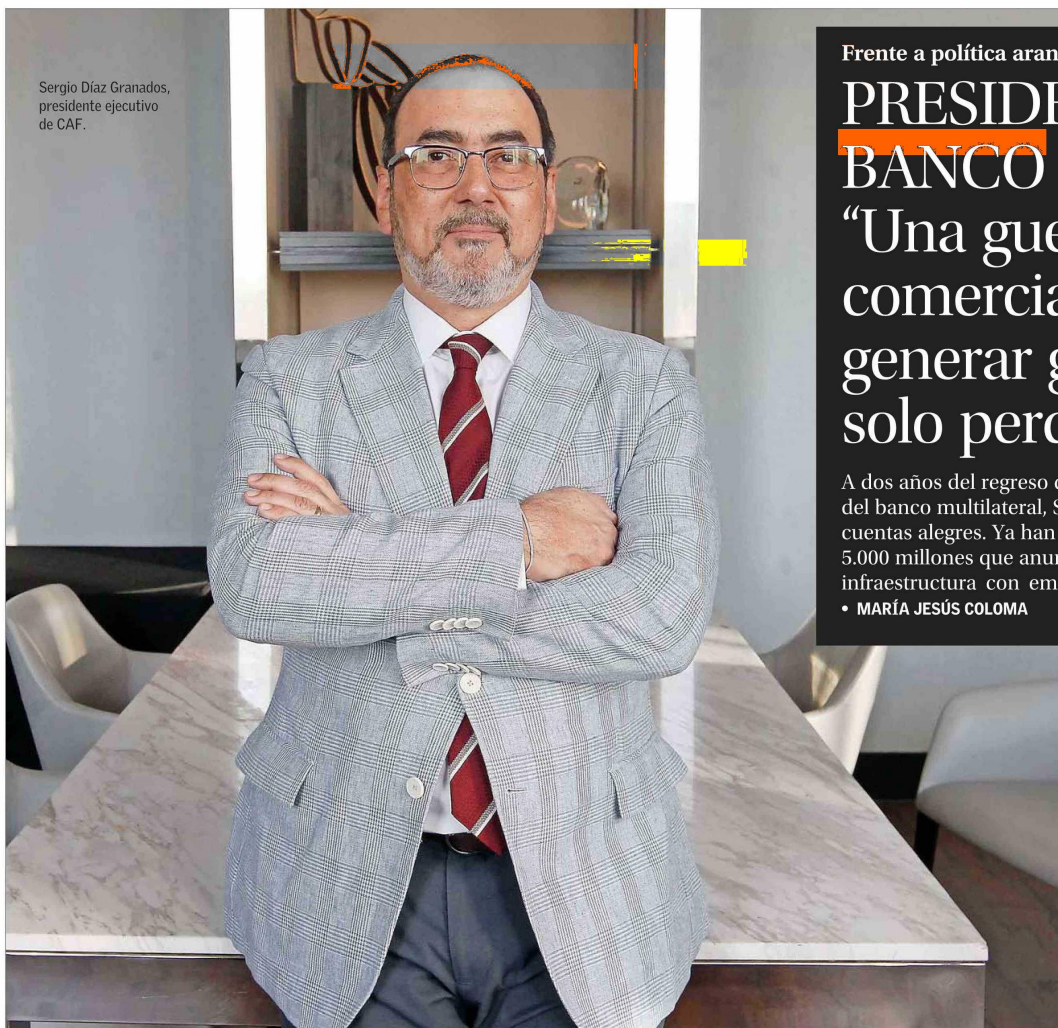 Sergio Díaz Granados,
presidente ejecutivo
de CAF.
Frente a política aran
PRESIDE
BANCO
“Una gue
comercia
generar g
solo perd
A dos años del regreso d
del banco multilateral, S
cuentas alegres. Ya han
5.000 millones que anun
infraestructura con em
• MARÍA JESÚS COLOMA